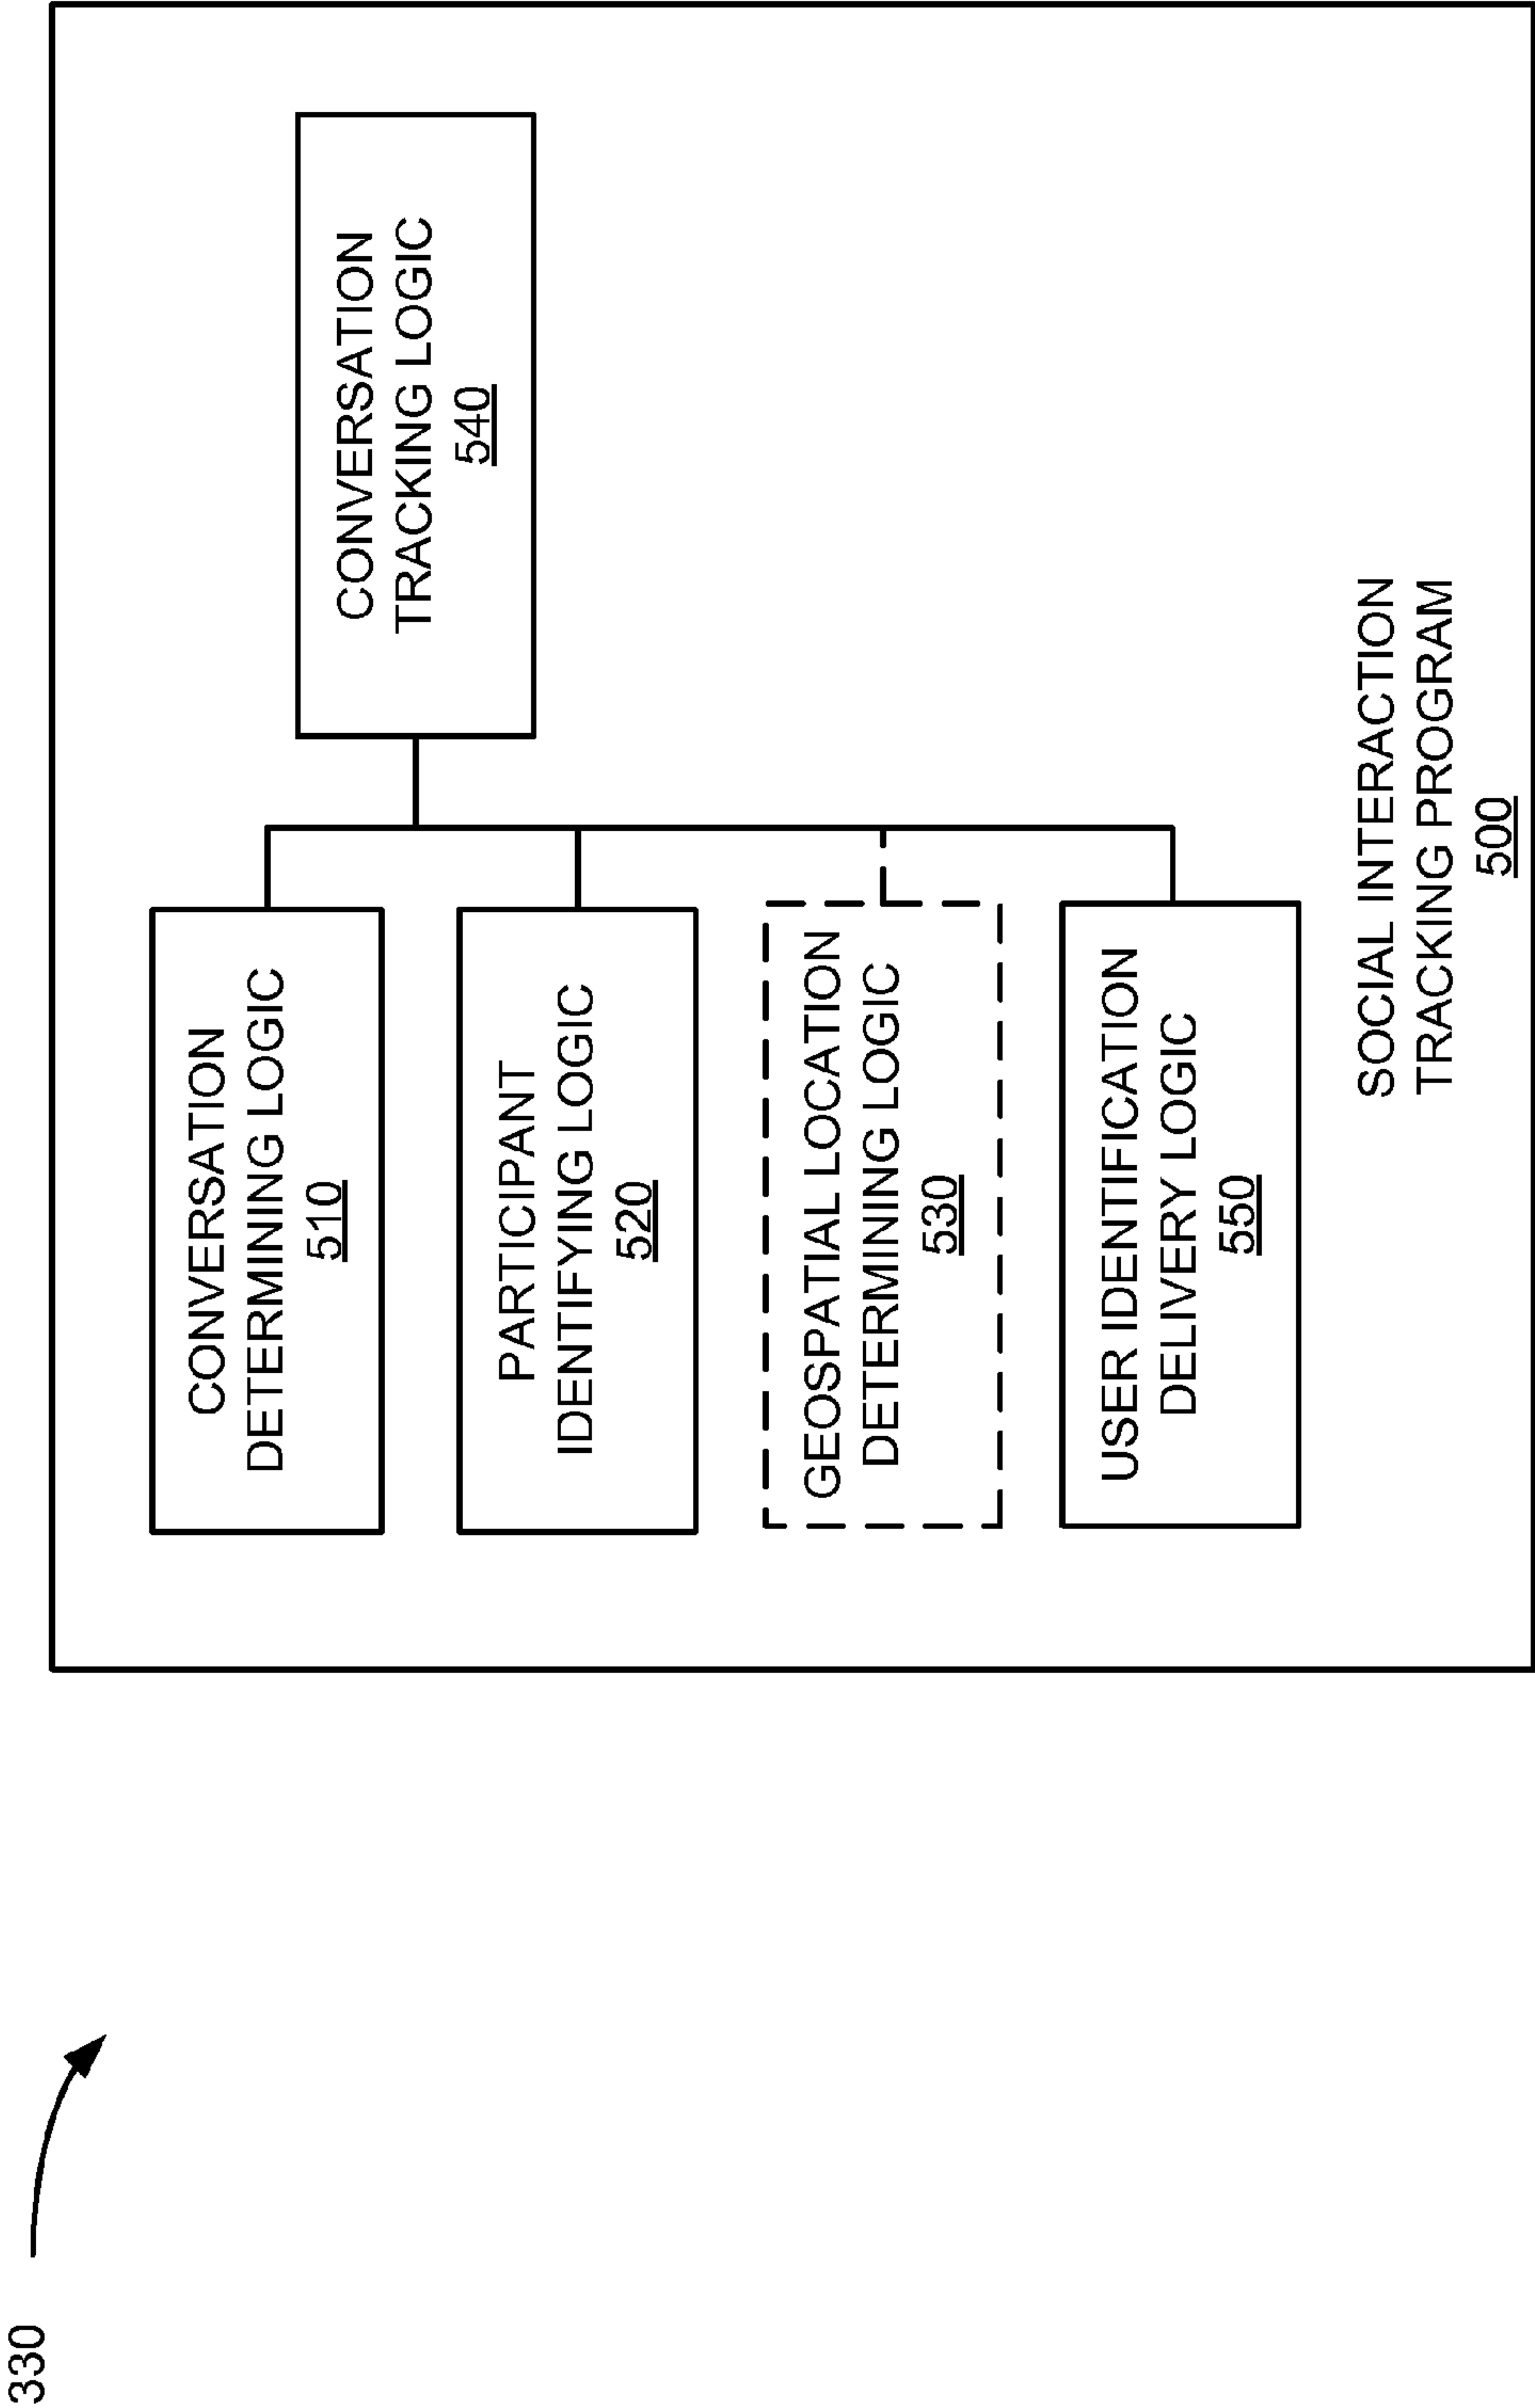 330
CONVERSATION
DETERMINING LOGIC
510
PARTICIPANT
IDENTIFYING LOGIC
520
GEOSPATIAL LOCATION
DETERMINING LOGIC
530
USER IDENTIFICATION
DELIVERY LOGIC
550
CONVERSATION
TRACKING LOGIC
540
SOCIAL INTERACTION
TRACKING PROGRAM
500